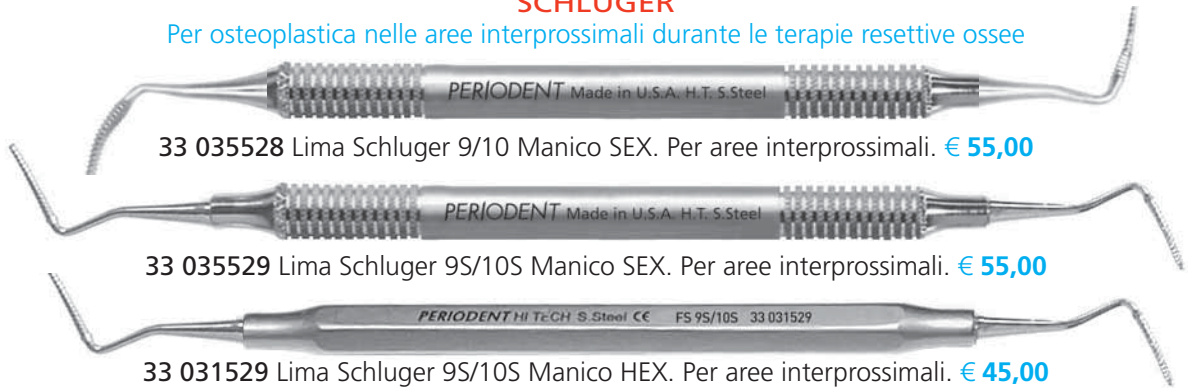 SCHLUGER
Per osteoplastica nelle aree interprossimali durante le terapie resettive ossee
PERIODENT Made in U.S.A. H.T. S.Steel
33 035528 Lima Schluger 9/10 Manico SEX. Per aree interprossimali. € 55,00
PERIODENT Made in U.S.A. H.T. S.Steel
33 035529 Lima Schluger 9S/10S Manico SEX. Per aree interprossimali. € 55,00
PERIODENT HI TECH S.Steel CE FS 9S/10S 33 031529
33 031529 Lima Schluger 9S/10S Manico HEX. Per aree interprossimali. € 45,00